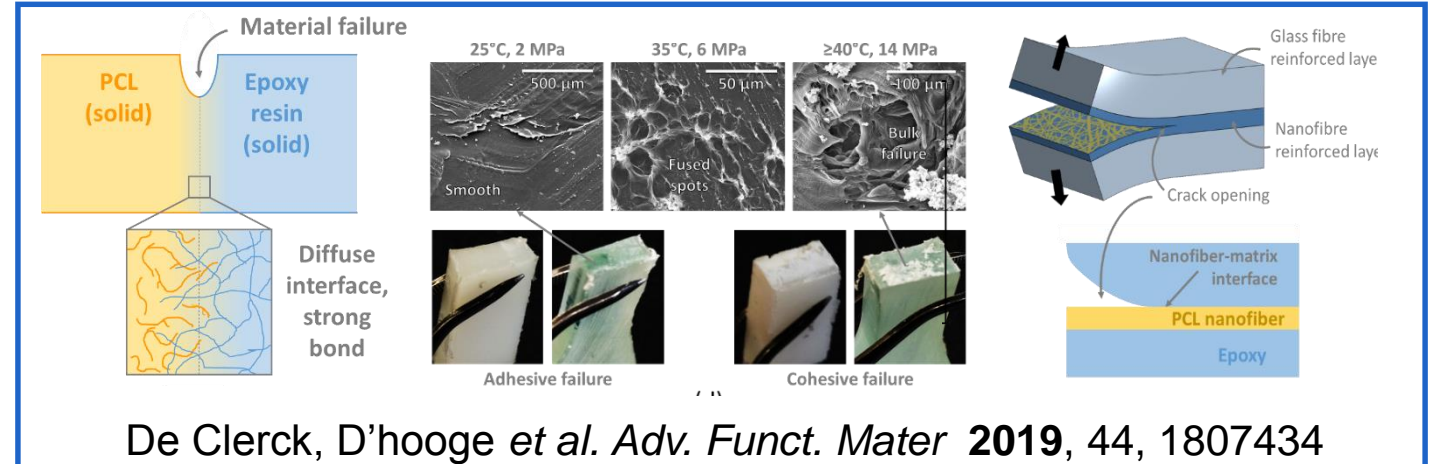 Material failure
PCL
(solid)
Epoxy
resin
(solid)
Diffuse
interface,
strong
bond
25°C, 2 MPa
35°C, 6 MPa
≥40°C, 14 MPa
500 µm
50 µm
100 µm
Smooth
Fused
spots
Bulk
failure
Adhesive failure
Cohesive failure
Glass fibre
reinforced laye
Nanofibre
reinforced laye
Crack opening
Nanofiber-matrix
interface
PCL nanofiber
Epoxy
De Clerck, D’hooge et al. Adv. Funct. Mater 2019, 44, 1807434